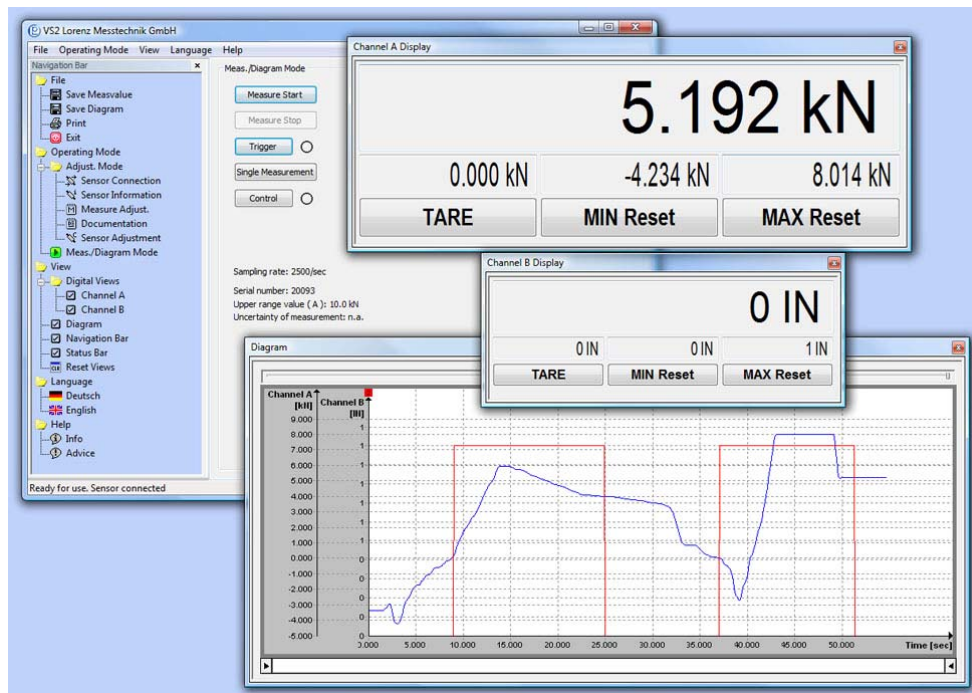 VS2 Lorenz Messtechnik GmbH
File Operating Mode View Language Help
Navigation Bar x
File
Save Measvalue
Save Diagram
Print
Exit
Operating Mode
Adjust. Mode
Sensor Connection
Sensor Information
Measure Adjust.
Documentation
Sensor Adjustment
Meas./Diagram Mode
View
Digital Views
Channel A
Channel B
Diagram
Navigation Bar
Status Bar
Reset Views
Language
Deutsch
English
Help
Info
Advice
Ready for use. Sensor connected
Meas./Diagram Mode
Measure Start
Measure Stop
Trigger
Single Measurement
Control
Sampling rate: 2500/sec
Serial number: 20093
Upper range value ( A ): 10.0 kN
Uncertainty of measurement: n.a.
Channel A Display
5.192 kN
0.000 kN -4.234 kN 8.014 kN
TARE MIN Reset MAX Reset
Channel B Display
0 IN
0 IN 0 IN 1 IN
TARE MIN Reset MAX Reset
Diagram
Channel A
[kN]
Channel B
[IN]
9.000 1
8.000
7.000 1
6.000 1
5.000
4.000 1
3.000
2.000 1
1.000 1
0.000 0
-1.000 0
-2.000
-3.000 0
-4.000 0
-5.000 0
5.000 10.000 15.000 20.000 25.000 30.000 35.000 40.000 45.000 50.000 Time [sec]